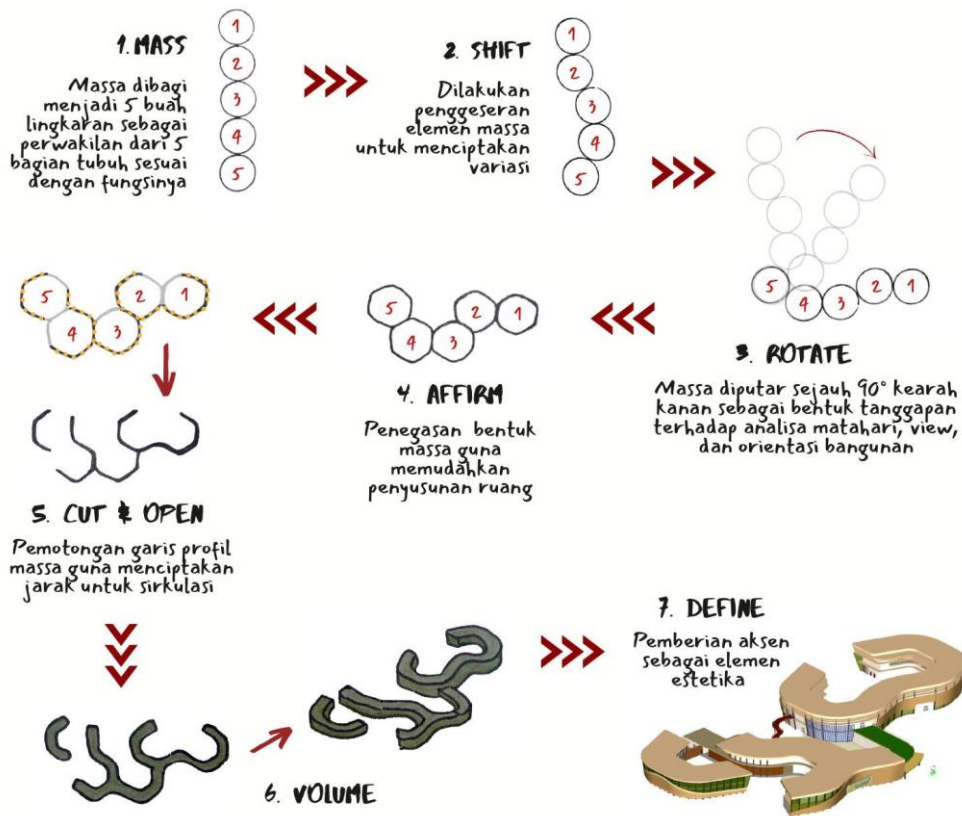 1. MASS
Massa dibagi
menjadi 5 buah
lingkaran sebagai
perwakilan dari 5
bagian tubuh sesuai
dengan fungsinya
1
2
3
4
5
2. SHIFT
Dilakukan
penggeseran
elemen massa
untuk menciptakan
variasi
1
2
3
4
5
5
4
3
2
1
3. ROTATE
Massa diputar sejauh 90° kearah
kanan sebagai bentuk tanggapan
terhadap analisa matahari, view,
dan orientasi bangunan
5
4
3
2
1
4. AFFIRM
Penegasan bentuk
massa guna
memudahkan
penyusunan ruang
5
4
3
2
1
5. CUT & OPEN
Pemotongan garis profil
massa guna menciptakan
jarak untuk sirkulasi
6. VOLUME
7. DEFINE
Pemberian aksen
sebagai elemen
estetika